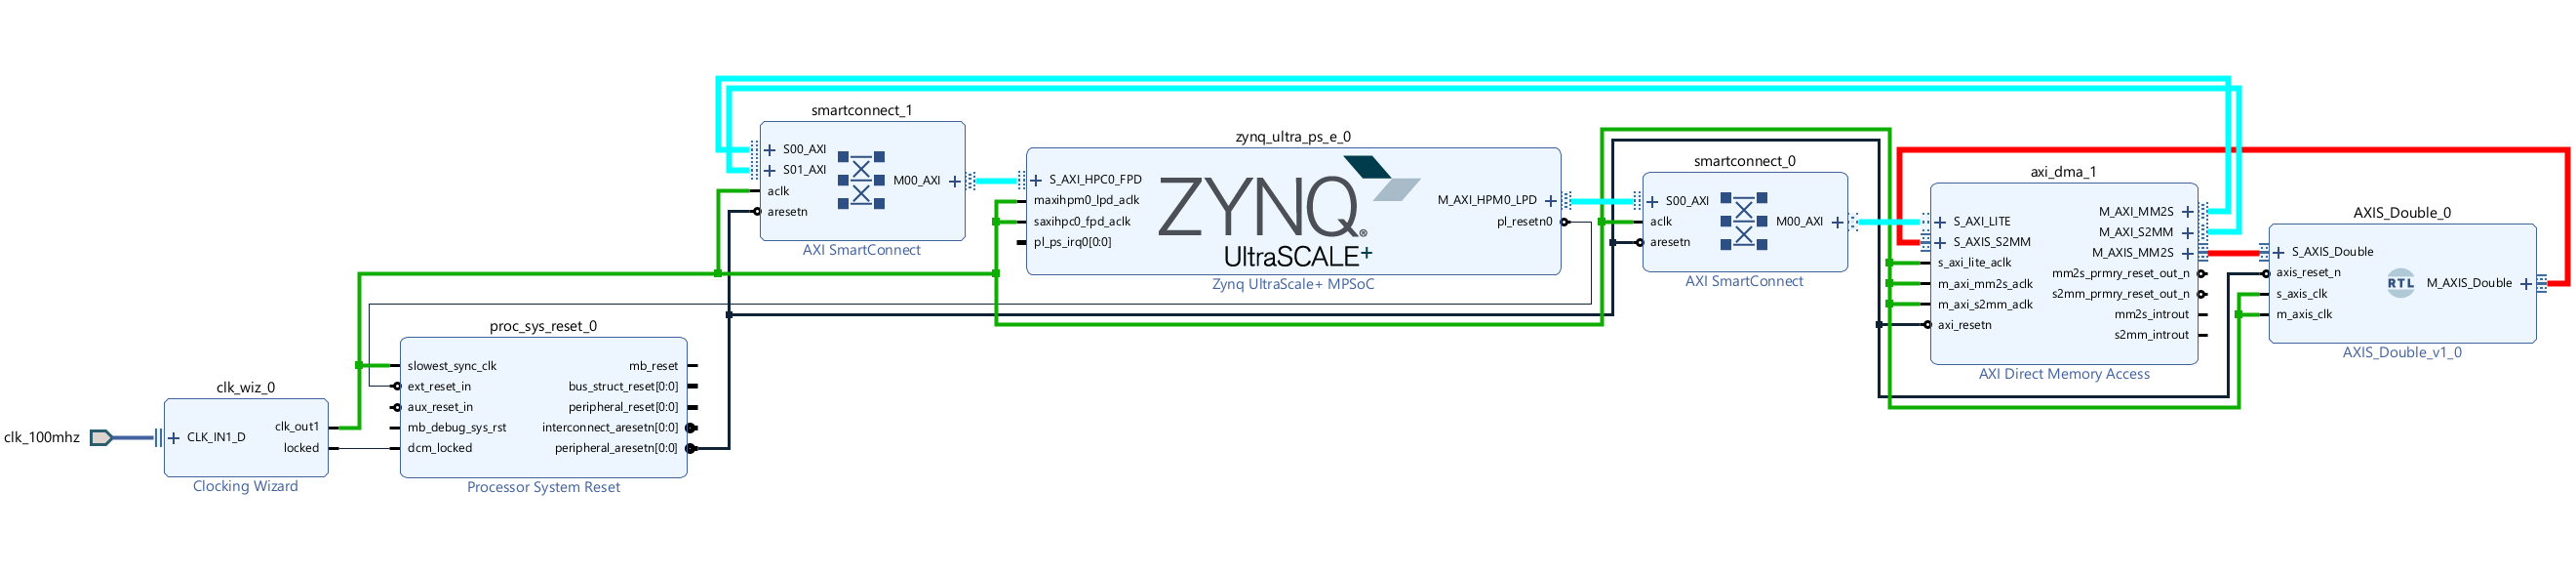 clk_100mhz
clk_wiz_0
CLK_IN1_D
clk_out1
locked
Clocking Wizard
proc_sys_reset_0
slowest_sync_clk
ext_reset_in
aux_reset_in
mb_debug_sys_rst
dcm_locked
mb_reset
bus_struct_reset[0:0]
peripheral_reset[0:0]
interconnect_aresetn[0:0]
peripheral_aresetn[0:0]
Processor System Reset
smartconnect_1
S00_AXI
S01_AXI
aclk
aresetn
M00_AXI
AXI SmartConnect
zynq_ultra_ps_e_0
S_AXI_HPC0_FPD
maxihpm0_lpd_aclk
saxihpc0_fpd_aclk
pl_ps_irq0[0:0]
ZYNQ®
UltraSCALE+
M_AXI_HPM0_LPD
pl_resetn0
Zynq UltraScale+ MPSoC
smartconnect_0
S00_AXI
aclk
aresetn
M00_AXI
AXI SmartConnect
axi_dma_1
S_AXI_LITE
S_AXIS_S2MM
s_axi_lite_aclk
m_axi_mm2s_aclk
m_axi_s2mm_aclk
axi_resetn
M_AXI_MM2S
M_AXI_S2MM
M_AXIS_MM2S
mm2s_prmry_reset_out_n
s2mm_prmry_reset_out_n
mm2s_introut
s2mm_introut
AXI Direct Memory Access
AXIS_Double_0
S_AXIS_Double
axis_reset_n
s_axis_clk
m_axis_clk
RTL
M_AXIS_Double
AXIS_Double_v1_0